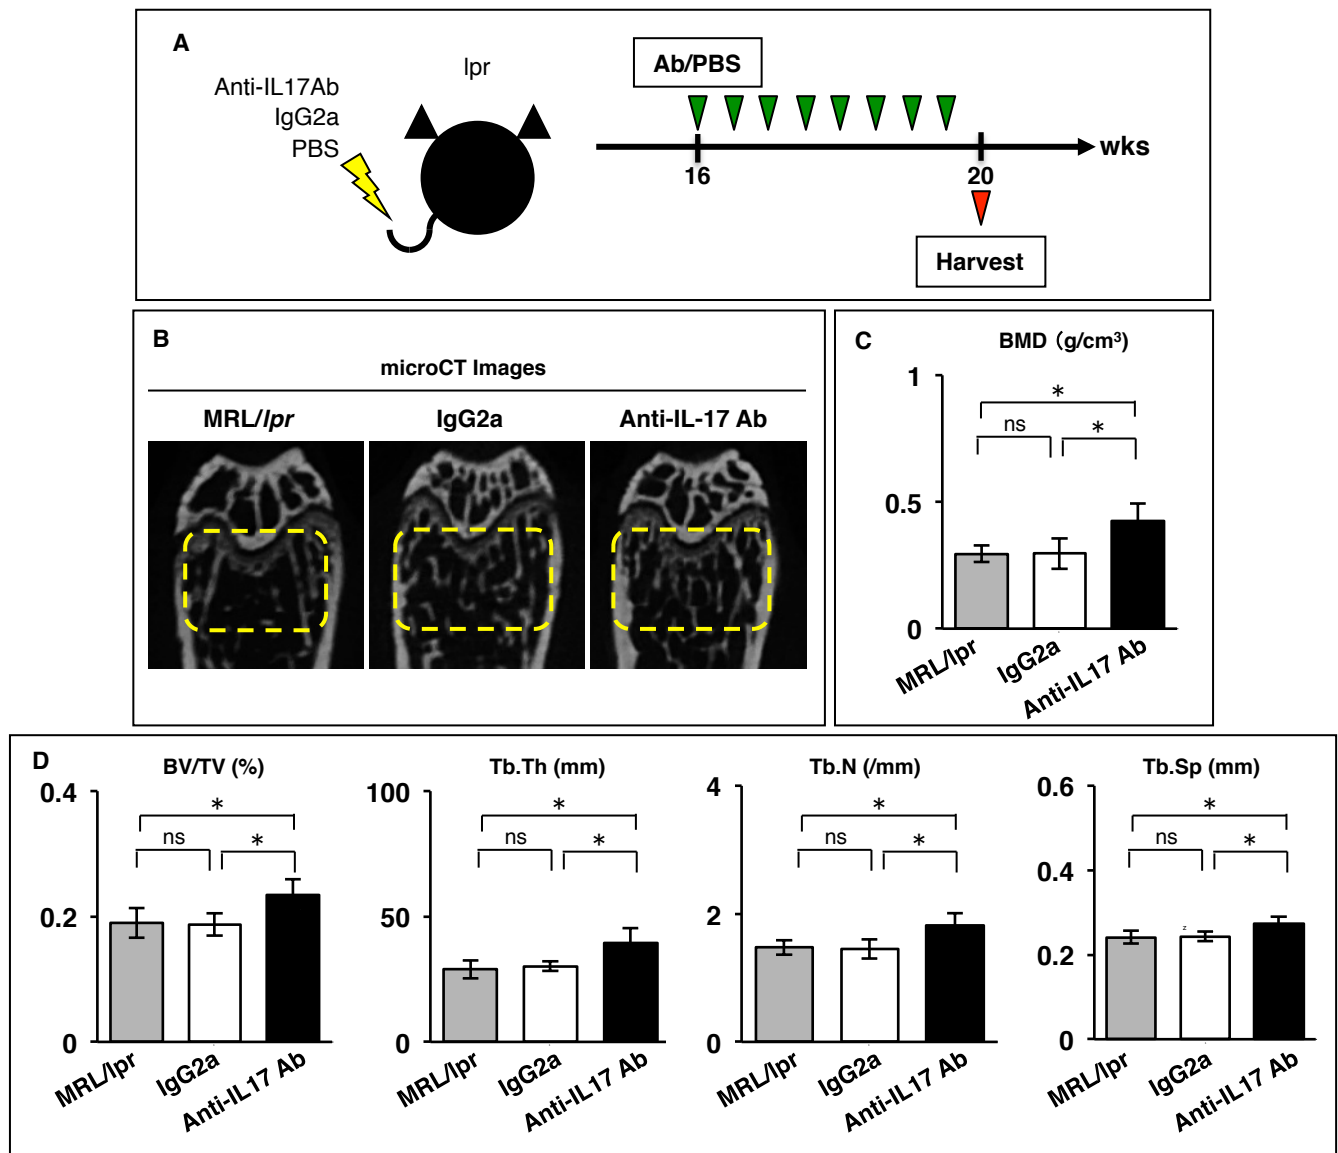 A
Anti-IL17Ab
IgG2a
PBS
lpr
Ab/PBS
16
20
wks
Harvest
B
microCT Images
MRL/lpr
IgG2a
Anti-IL-17 Ab
C
BMD (g/cm³)
1
0.5
0
*
ns
*
MRL/lpr
IgG2a
Anti-IL17 Ab
D
BV/TV (%)
0.4
0.2
0
*
ns
*
MRL/lpr
IgG2a
Anti-IL17 Ab
Tb.Th (mm)
100
50
0
*
ns
*
MRL/lpr
IgG2a
Anti-IL17 Ab
Tb.N (/mm)
4
2
0
*
ns
*
MRL/lpr
IgG2a
Anti-IL17 Ab
Tb.Sp (mm)
0.6
0.4
0.2
0
*
ns
*
z
MRL/lpr
IgG2a
Anti-IL17 Ab